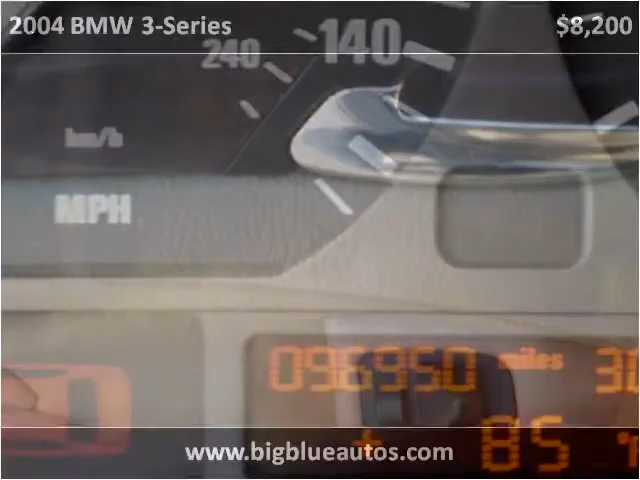 2004 BMW 3-Series $8,200
240 140
km/h
MPH
096950 miles
+ 85
www.bigblueautos.com